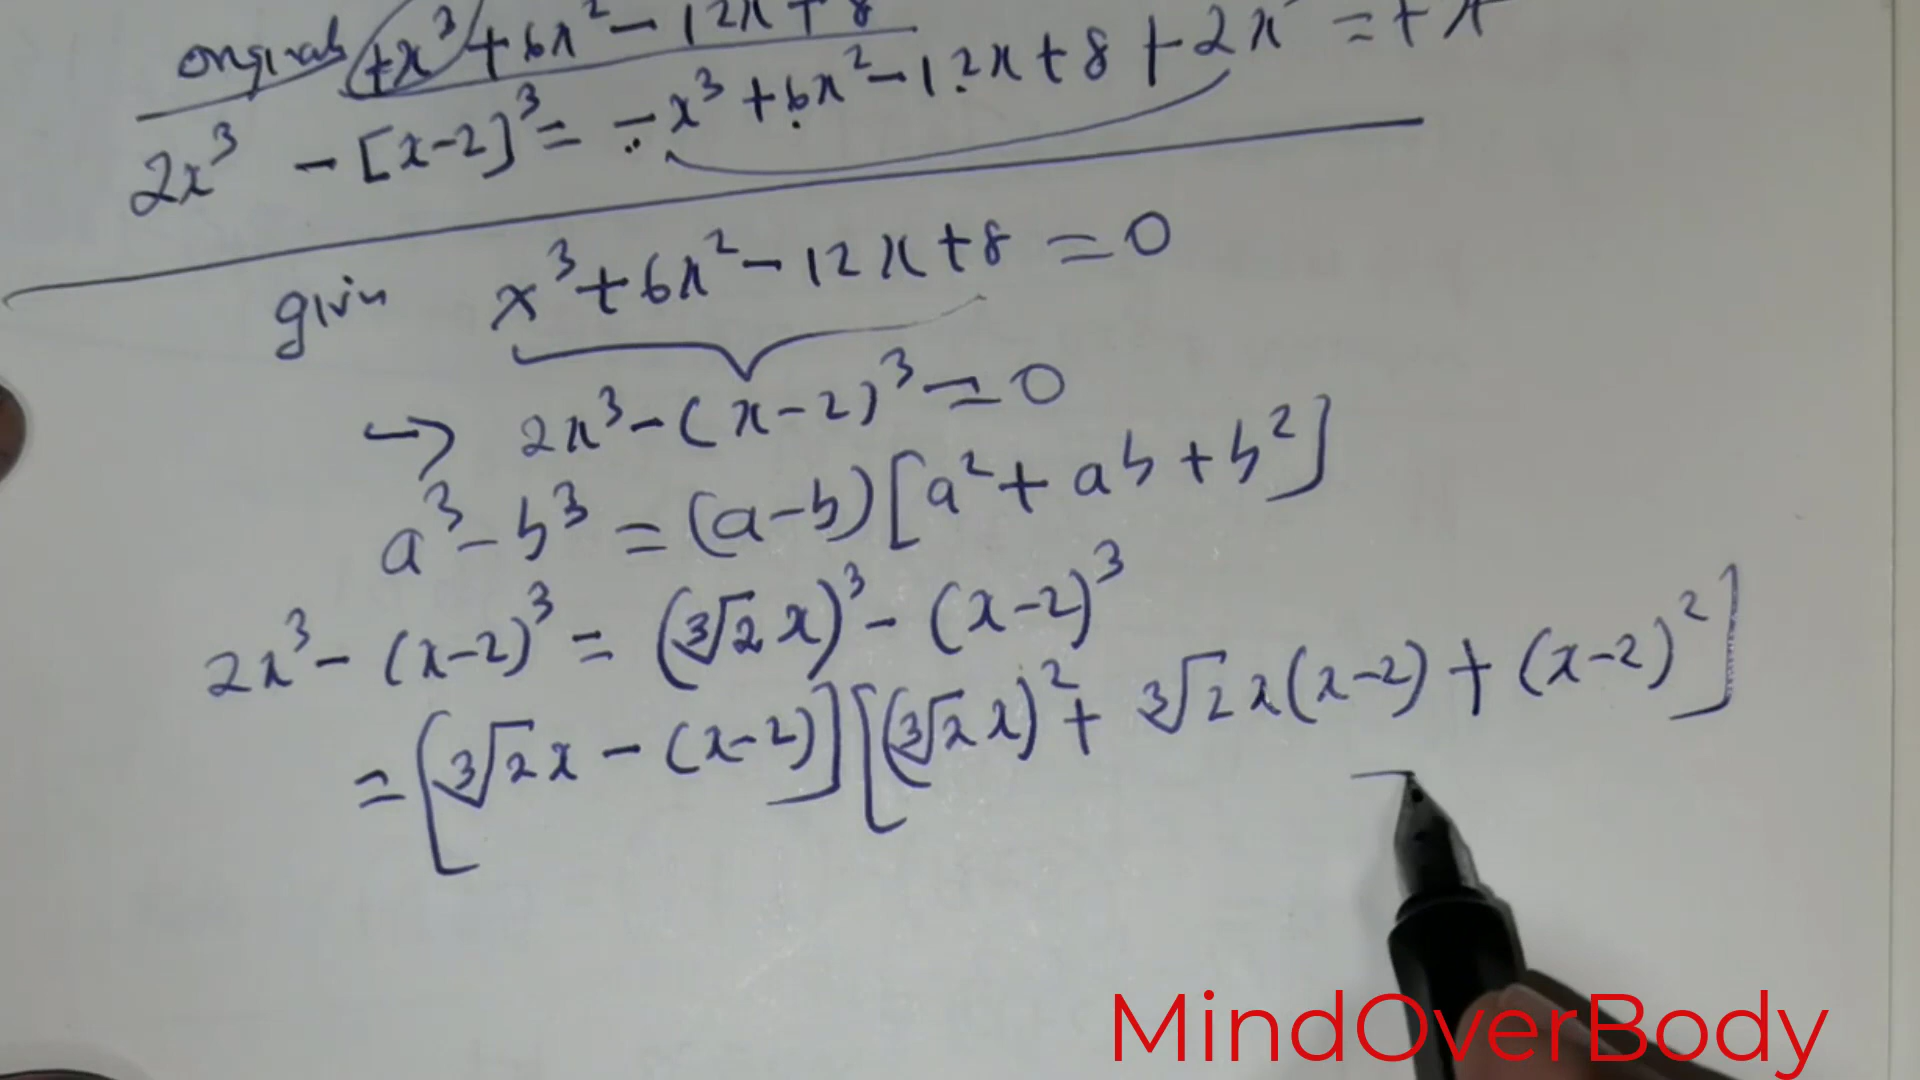 original +x³ + 6x² - 12x + 8
2x³ - [x-2]³ = -x³ + 6x² - 12x + 8 + 2x³ = + x
given x³ + 6x² - 12x + 8 = 0
→ 2x³ - (x-2)³ = 0
a³ - b³ = (a-b)[a² + ab + b²]
2x³ - (x-2)³ = (∛2 x)³ - (x-2)³
= [∛2 x - (x-2)][(∛2 x)² + ∛2 x(x-2) + (x-2)²]
MindOverBody